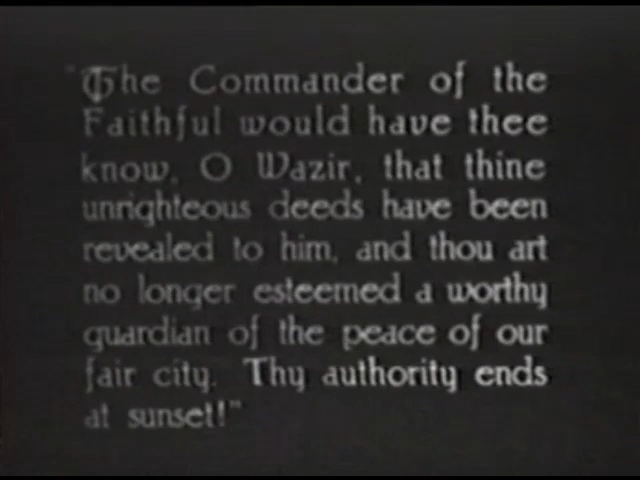 "The Commander of the
Faithful would have thee
know, O Wazir, that thine
unrighteous deeds have been
revealed to him, and thou art
no longer esteemed a worthy
guardian of the peace of our
fair city. Thy authority ends
at sunset!"